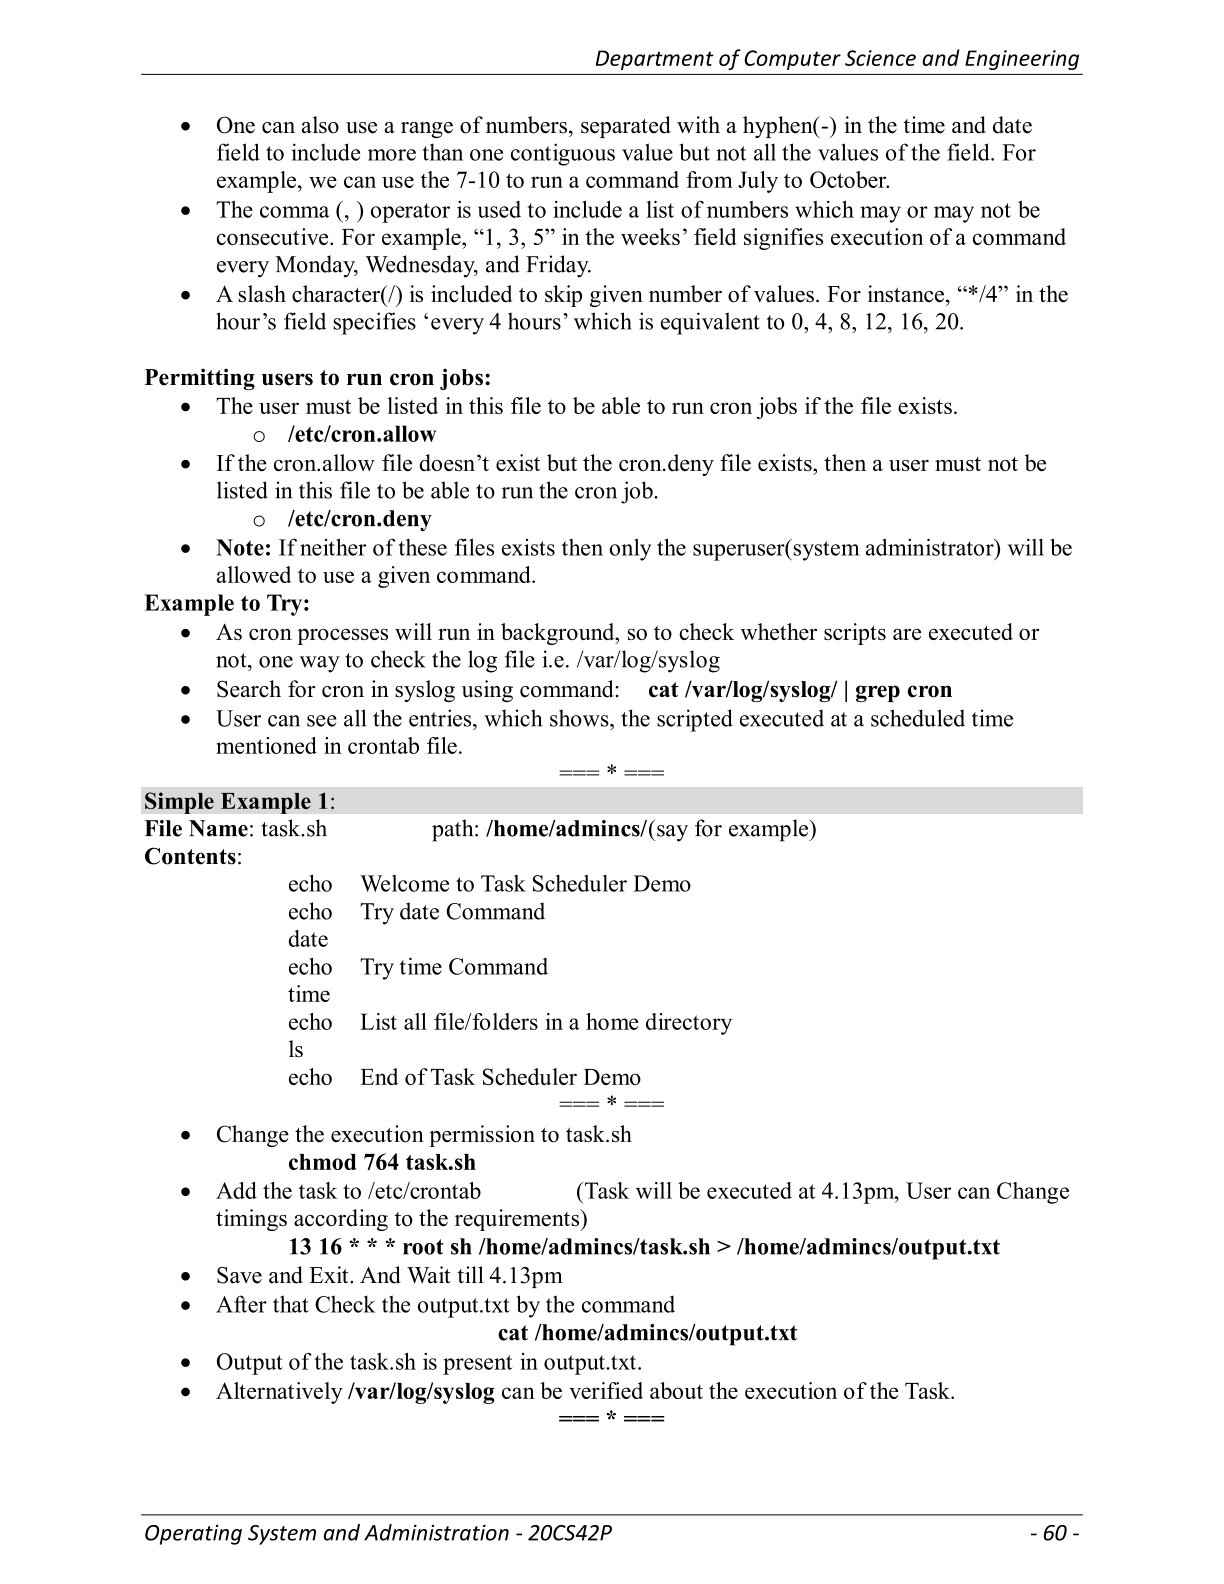 Department of Computer Science and Engineering
• One can also use a range of numbers, separated with a hyphen(-) in the time and date
field to include more than one contiguous value but not all the values of the field. For
example, we can use the 7-10 to run a command from July to October.
• The comma (, ) operator is used to include a list of numbers which may or may not be
consecutive. For example, “1, 3, 5” in the weeks’ field signifies execution of a command
every Monday, Wednesday, and Friday.
• A slash character(/) is included to skip given number of values. For instance, “*/4” in the
hour’s field specifies ‘every 4 hours’ which is equivalent to 0, 4, 8, 12, 16, 20.
Permitting users to run cron jobs:
• The user must be listed in this file to be able to run cron jobs if the file exists.
o /etc/cron.allow
• If the cron.allow file doesn’t exist but the cron.deny file exists, then a user must not be
listed in this file to be able to run the cron job.
o /etc/cron.deny
• Note: If neither of these files exists then only the superuser(system administrator) will be
allowed to use a given command.
Example to Try:
• As cron processes will run in background, so to check whether scripts are executed or
not, one way to check the log file i.e. /var/log/syslog
• Search for cron in syslog using command: cat /var/log/syslog/ | grep cron
• User can see all the entries, which shows, the scripted executed at a scheduled time
mentioned in crontab file.
=== * ===
Simple Example 1:
File Name: task.sh path: /home/admincs/(say for example)
Contents:
echo Welcome to Task Scheduler Demo
echo Try date Command
date
echo Try time Command
time
echo List all file/folders in a home directory
ls
echo End of Task Scheduler Demo
=== * ===
• Change the execution permission to task.sh
chmod 764 task.sh
• Add the task to /etc/crontab (Task will be executed at 4.13pm, User can Change
timings according to the requirements)
13 16 * * * root sh /home/admincs/task.sh > /home/admincs/output.txt
• Save and Exit. And Wait till 4.13pm
• After that Check the output.txt by the command
cat /home/admincs/output.txt
• Output of the task.sh is present in output.txt.
• Alternatively /var/log/syslog can be verified about the execution of the Task.
=== * ===
Operating System and Administration - 20CS42P - 60 -